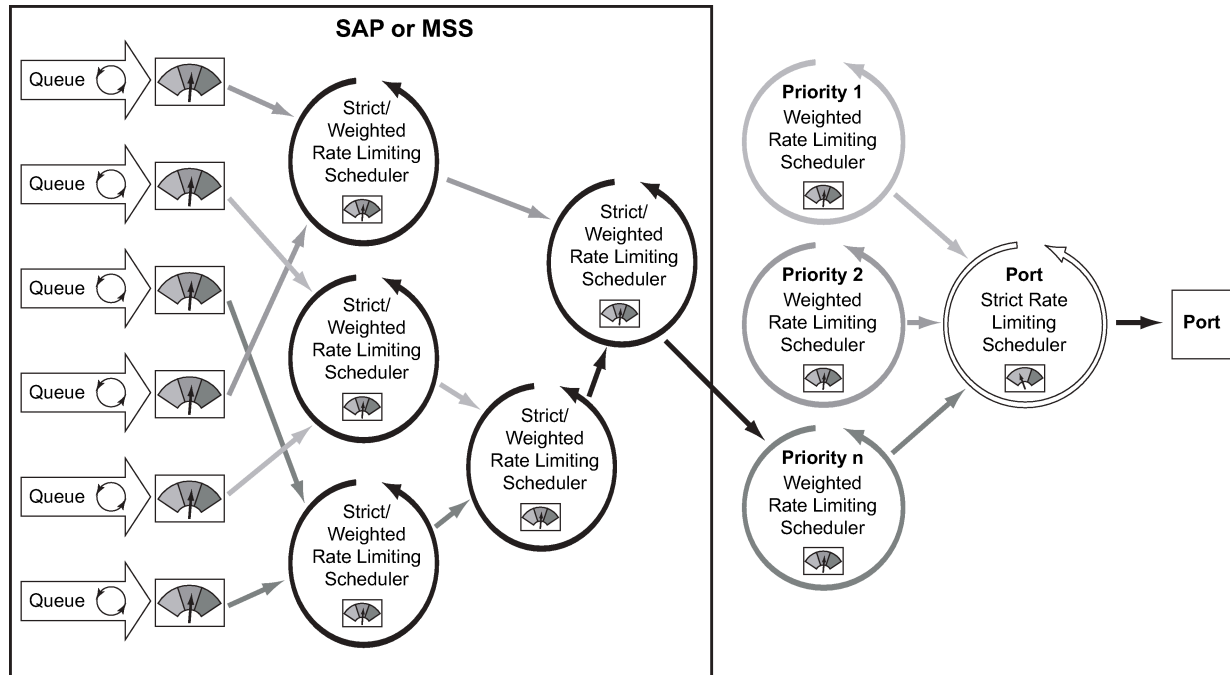 SAP or MSS
Queue
Queue
Queue
Queue
Queue
Queue
Strict/
Weighted
Rate Limiting
Scheduler
Strict/
Weighted
Rate Limiting
Scheduler
Strict/
Weighted
Rate Limiting
Scheduler
Strict/
Weighted
Rate Limiting
Scheduler
Strict/
Weighted
Rate Limiting
Scheduler
Priority 1
Weighted
Rate Limiting
Scheduler
Priority 2
Weighted
Rate Limiting
Scheduler
Priority n
Weighted
Rate Limiting
Scheduler
Port
Strict Rate
Limiting
Scheduler
Port